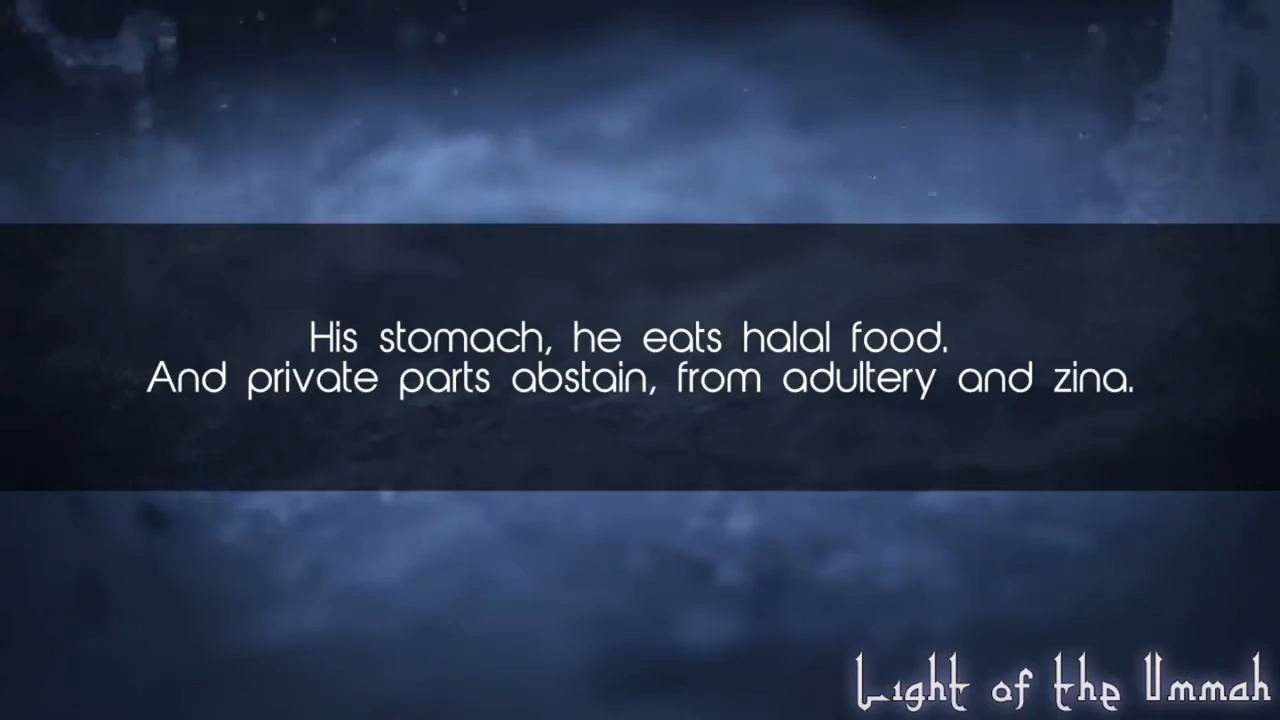 His stomach, he eats halal food.
And private parts abstain, from adultery and zina.
Light of the Ummah